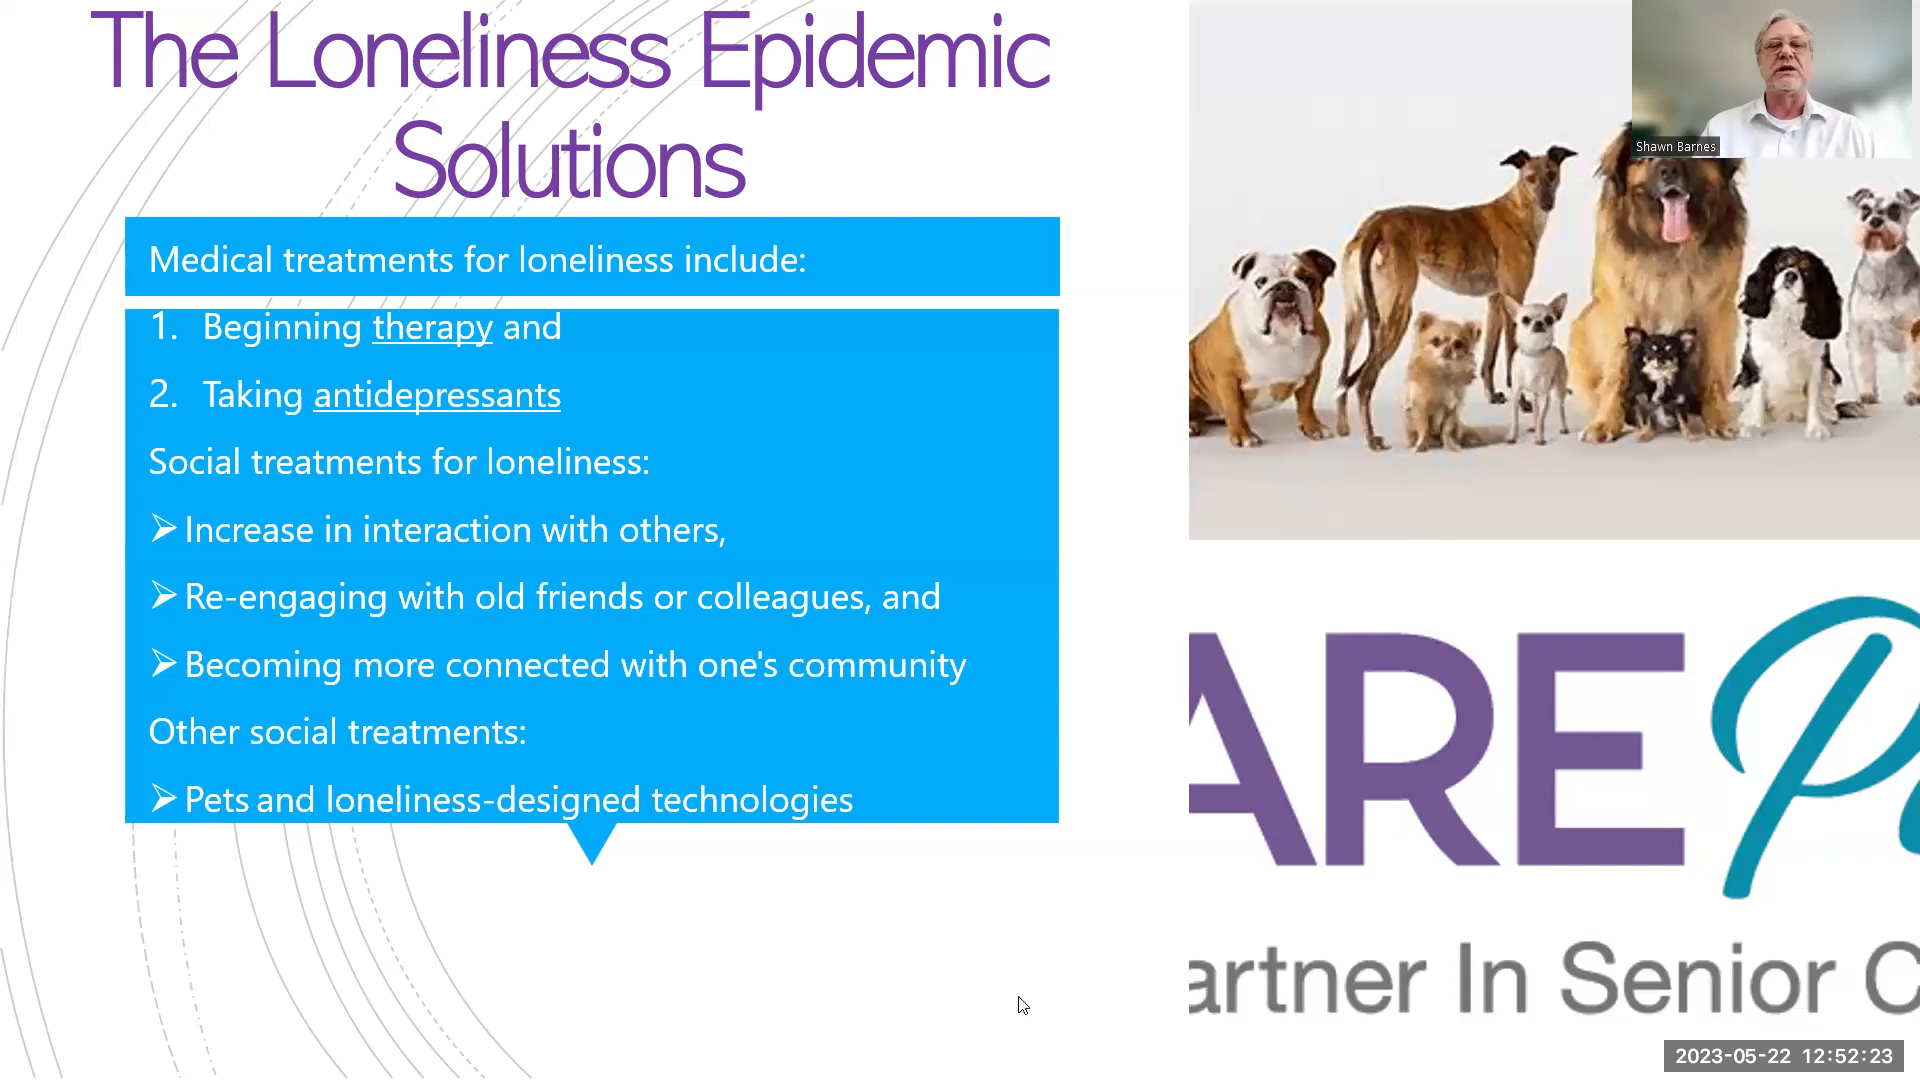 The Loneliness Epidemic
Solutions
Medical treatments for loneliness include:
1. Beginning therapy and
2. Taking antidepressants
Social treatments for loneliness:
➢Increase in interaction with others,
➢Re-engaging with old friends or colleagues, and
➢Becoming more connected with one's community
Other social treatments:
➢Pets and loneliness-designed technologies
Shawn Barnes
ARE P
artner In Senior C
2023-05-22 12:52:23